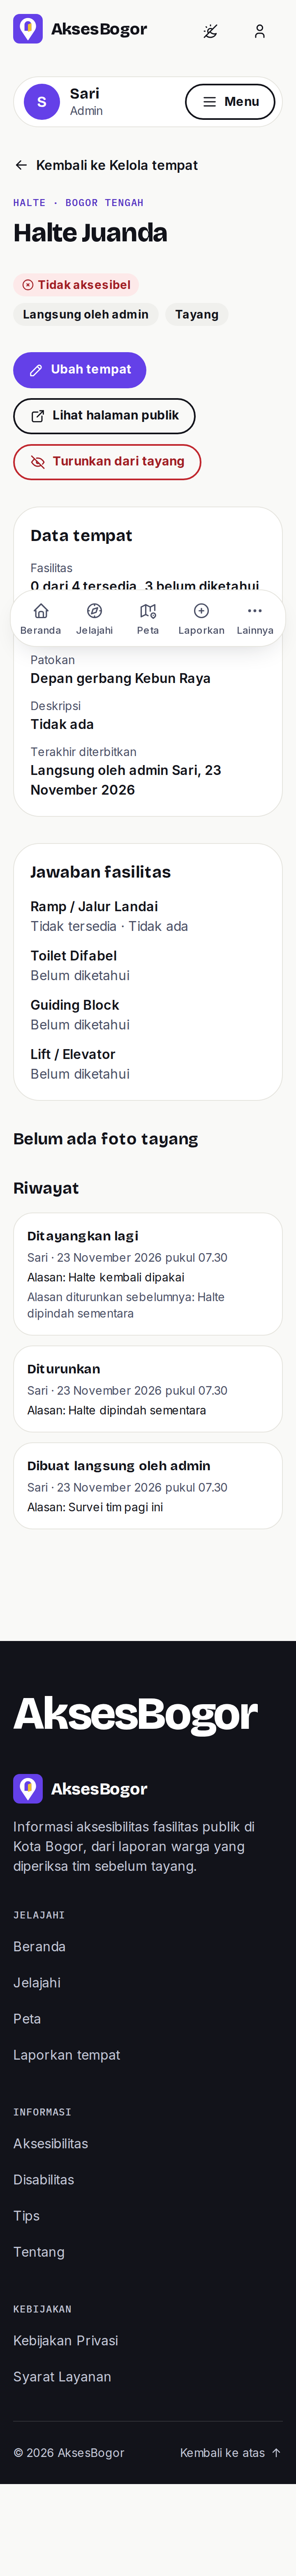 AksesBogor
S
Sari
Admin
Menu
Kembali ke Kelola tempat
HALTE · BOGOR TENGAH
Halte Juanda
Tidak aksesibel
Langsung oleh admin
Tayang
Ubah tempat
Lihat halaman publik
Turunkan dari tayang
Data tempat
Fasilitas
0 dari 4 tersedia, 3 belum diketahui
Beranda
Jelajahi
Peta
Laporkan
Lainnya
Patokan
Depan gerbang Kebun Raya
Deskripsi
Tidak ada
Terakhir diterbitkan
Langsung oleh admin Sari, 23
November 2026
Jawaban fasilitas
Ramp / Jalur Landai
Tidak tersedia · Tidak ada
Toilet Difabel
Belum diketahui
Guiding Block
Belum diketahui
Lift / Elevator
Belum diketahui
Belum ada foto tayang
Riwayat
Ditayangkan lagi
Sari · 23 November 2026 pukul 07.30
Alasan: Halte kembali dipakai
Alasan diturunkan sebelumnya: Halte
dipindah sementara
Diturunkan
Sari · 23 November 2026 pukul 07.30
Alasan: Halte dipindah sementara
Dibuat langsung oleh admin
Sari · 23 November 2026 pukul 07.30
Alasan: Survei tim pagi ini
AksesBogor
AksesBogor
Informasi aksesibilitas fasilitas publik di
Kota Bogor, dari laporan warga yang
diperiksa tim sebelum tayang.
JELAJAHI
Beranda
Jelajahi
Peta
Laporkan tempat
INFORMASI
Aksesibilitas
Disabilitas
Tips
Tentang
KEBIJAKAN
Kebijakan Privasi
Syarat Layanan
© 2026 AksesBogor
Kembali ke atas ↑